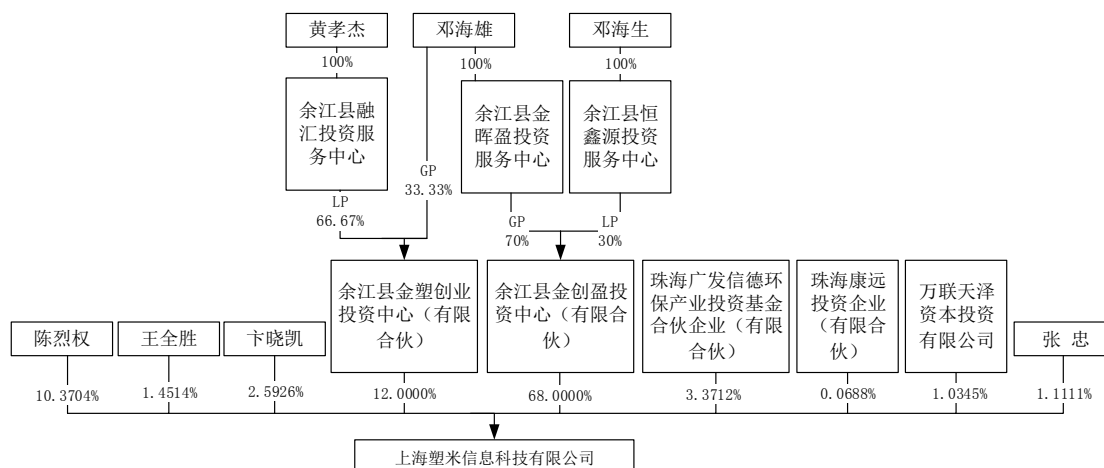 黄孝杰
邓海雄
邓海生
100%
100%
100%
余江县融
汇投资服
务中心
余江县金
晖盈投资
服务中心
余江县恒
鑫源投资
服务中心
GP
33.33%
LP
66.67%
GP
70%
LP
30%
陈烈权
王全胜
卞晓凯
余江县金塑创业
投资中心（有限
合伙）
余江县金创盈投
资中心（有限合
伙）
珠海广发信德环
保产业投资基金
合伙企业（有限
合伙）
珠海康远
投资企业
（有限合
伙）
万联天泽
资本投资
有限公司
张 忠
10.3704%
1.4514%
2.5926%
12.0000%
68.0000%
3.3712%
0.0688%
1.0345%
1.1111%
上海塑米信息科技有限公司